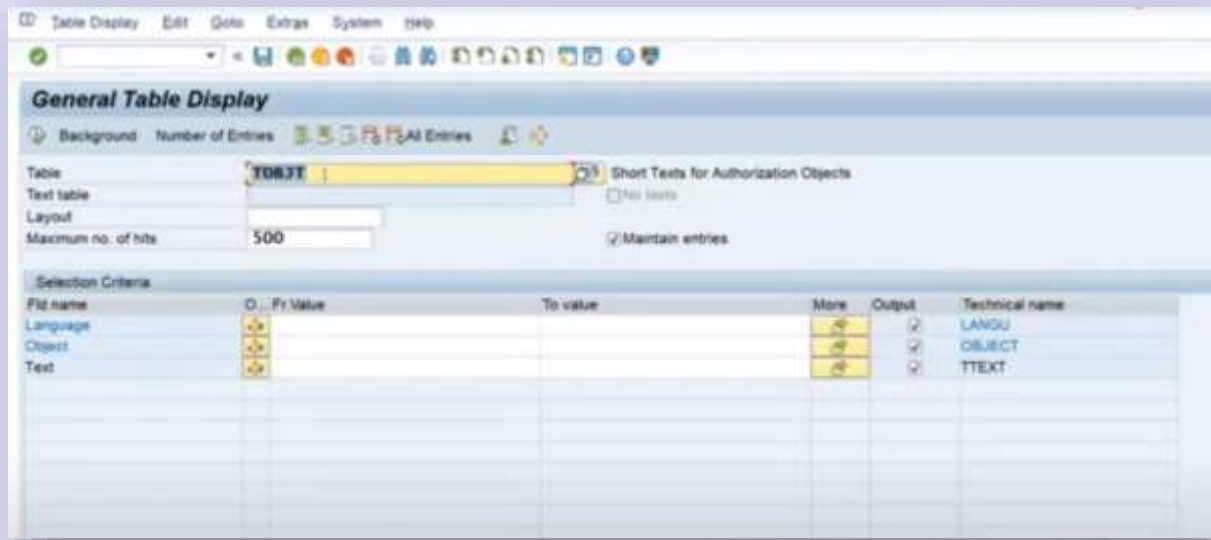 Table Display Edit Goto Extras System Help
General Table Display
Background Number of Entries All Entries
Table TOBJT Short Texts for Authorization Objects
Text table No texts
Layout
Maximum no. of hits 500 Maintain entries
Selection Criteria
Fld name O... Fr Value To value More Output Technical name
Language LANGU
Object OBJECT
Text TTEXT